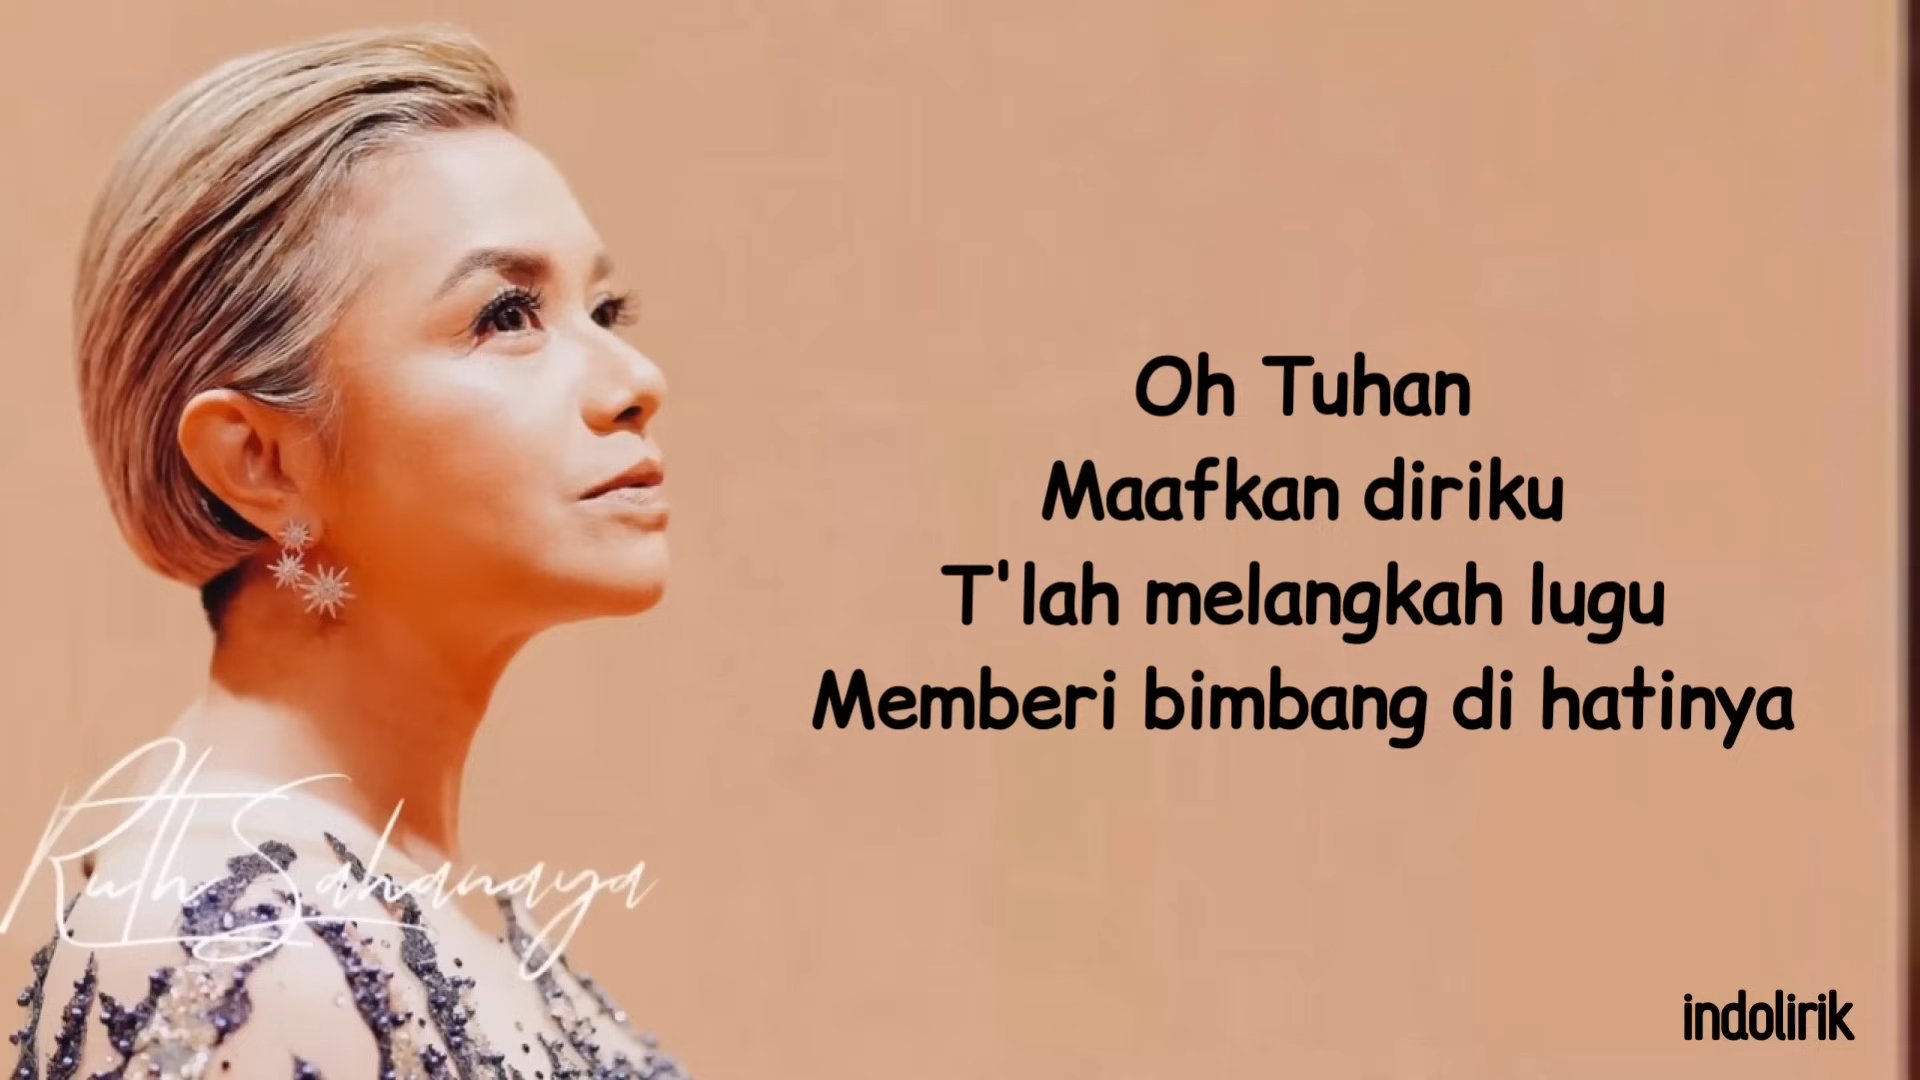 Oh Tuhan
Maafkan diriku
T'lah melangkah lugu
Memberi bimbang di hatinya
Ruth Sahanaya
indolirik